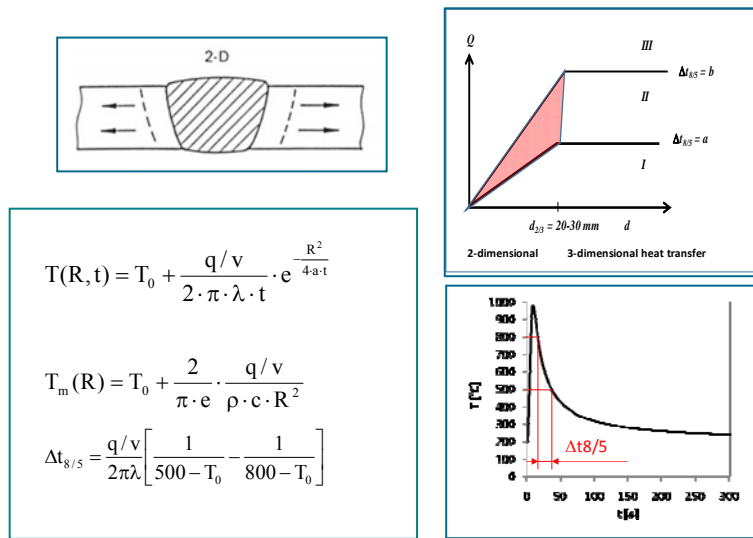 2-D
Q
III
Δt8/5 = b
II
Δt8/5 = a
I
d2/3 = 20-30 mm d
2-dimensional 3-dimensional heat transfer
T(R, t) = T₀ + (q / v)/(2 · π · λ · t) · e^(−R²/(4·a·t))
Tₘ(R) = T₀ + 2/(π · e) · (q / v)/(ρ · c · R²)
Δt₈/₅ = (q / v)/(2πλ) [1/(500 − T₀) − 1/(800 − T₀)]
1.000
900
800
700
600
500
400
300
200
100
0
T [°C]
Δt8/5
0 50 100 150 200 250 300
t [s]